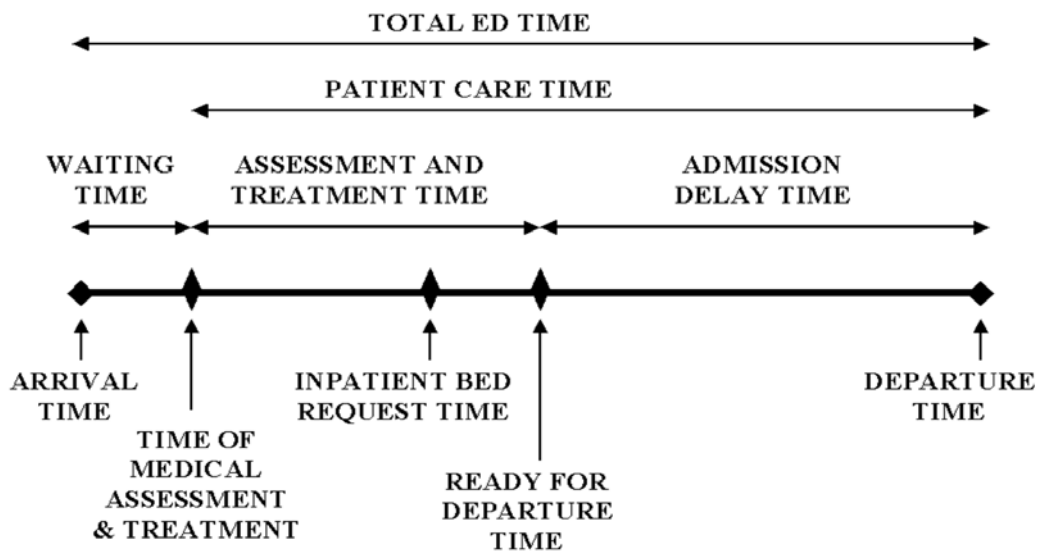 TOTAL ED TIME
PATIENT CARE TIME
WAITING
TIME
ASSESSMENT AND
TREATMENT TIME
ADMISSION
DELAY TIME
ARRIVAL
TIME
TIME OF
MEDICAL
ASSESSMENT
& TREATMENT
INPATIENT BED
REQUEST TIME
READY FOR
DEPARTURE
TIME
DEPARTURE
TIME